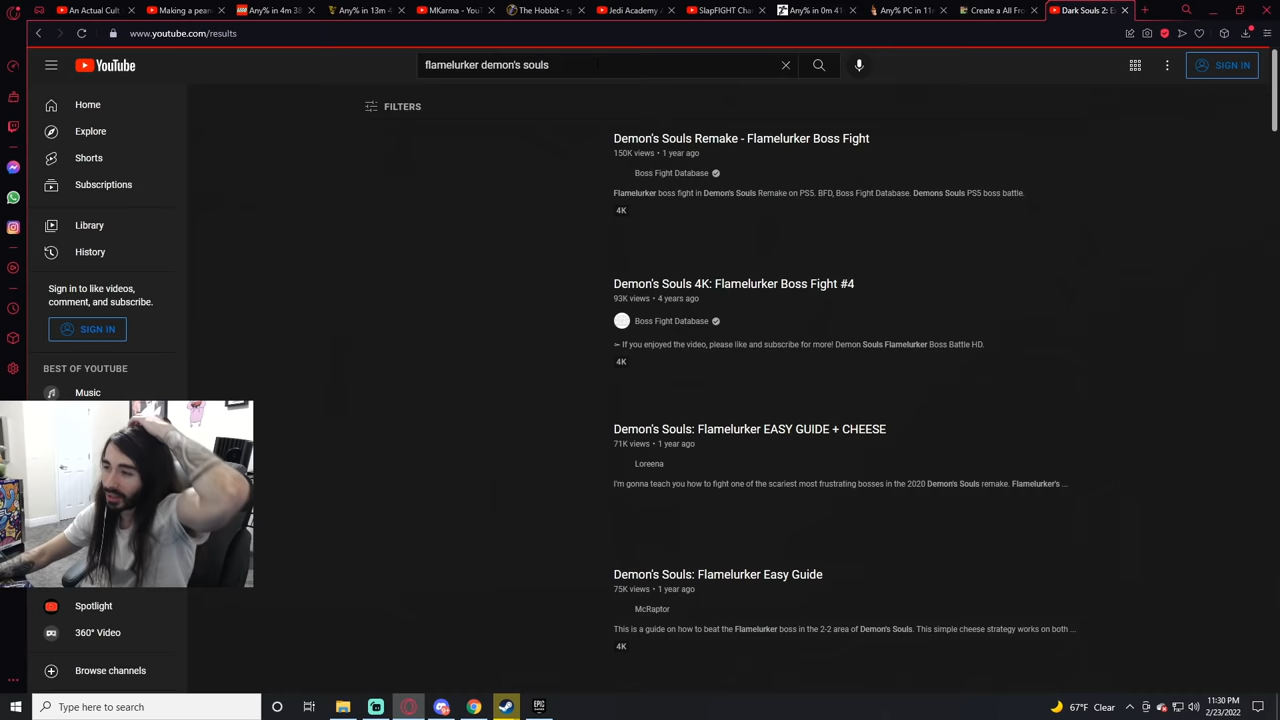 An Actual Cult
Making a pean
Any% in 4m 38
Any% in 13m 4
MKarma - You
The Hobbit - sp
Jedi Academy A
SlapFIGHT Cha
Any% in 0m 41
Any% PC in 11
Create a All Fro
Dark Souls 2: E
www.youtube.com/results
YouTube
flamelurker demon's souls
SIGN IN
Home
Explore
Shorts
Subscriptions
Library
History
Sign in to like videos,
comment, and subscribe.
SIGN IN
BEST OF YOUTUBE
Music
Spotlight
360° Video
Browse channels
FILTERS
Demon's Souls Remake - Flamelurker Boss Fight
150K views • 1 year ago
Boss Fight Database
Flamelurker boss fight in Demon's Souls Remake on PS5. BFD, Boss Fight Database. Demons Souls PS5 boss battle.
4K
Demon's Souls 4K: Flamelurker Boss Fight #4
93K views • 4 years ago
Boss Fight Database
➣ If you enjoyed the video, please like and subscribe for more! Demon Souls Flamelurker Boss Battle HD.
4K
Demon's Souls: Flamelurker EASY GUIDE + CHEESE
71K views • 1 year ago
Loreena
I'm gonna teach you how to fight one of the scariest most frustrating bosses in the 2020 Demon's Souls remake. Flamelurker's ...
Demon's Souls: Flamelurker Easy Guide
75K views • 1 year ago
McRaptor
This is a guide on how to beat the Flamelurker boss in the 2-2 area of Demon's Souls. This simple cheese strategy works on both ...
4K
Type here to search
EPIC
67°F Clear
11:30 PM
2/23/2022